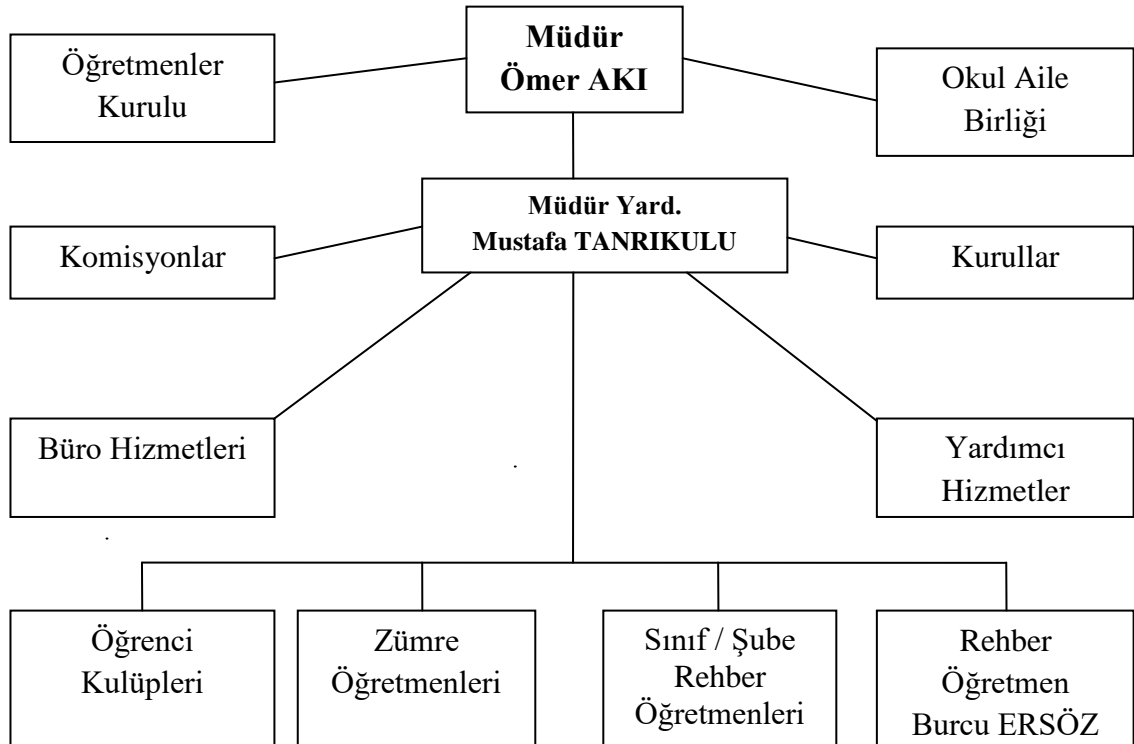 Müdür
Ömer AKI
Öğretmenler
Kurulu
Okul Aile
Birliği
Müdür Yard.
Mustafa TANRIKULU
Komisyonlar
Kurullar
Büro Hizmetleri
Yardımcı
Hizmetler
Öğrenci
Kulüpleri
Zümre
Öğretmenleri
Sınıf / Şube
Rehber
Öğretmenleri
Rehber
Öğretmen
Burcu ERSÖZ